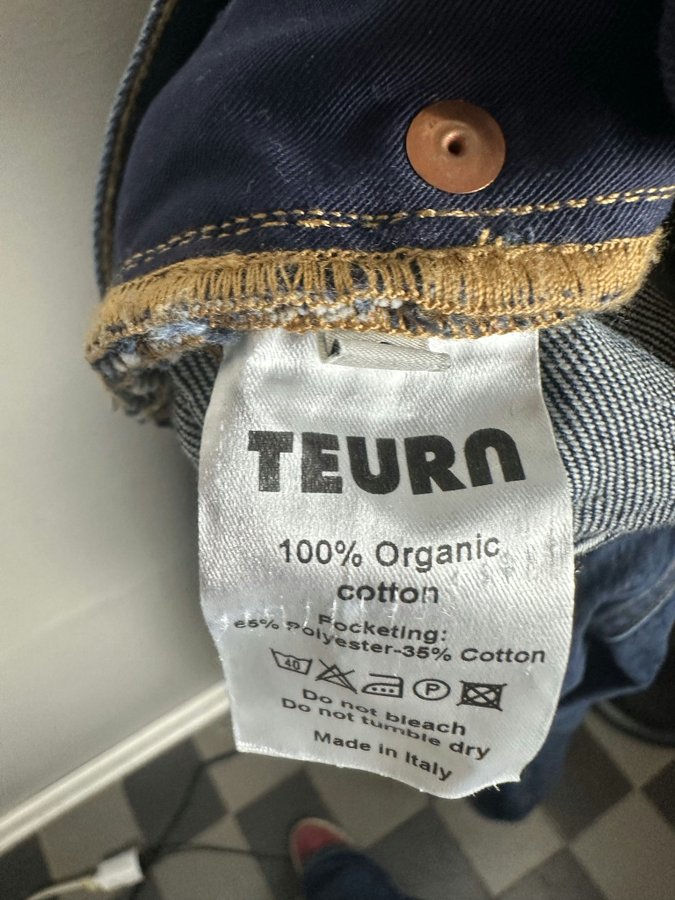 TEURN
100% Organic
cotton
Pocketing:
65% Polyester-35% Cotton
40
P
Do not bleach
Do not tumble dry
Made in Italy